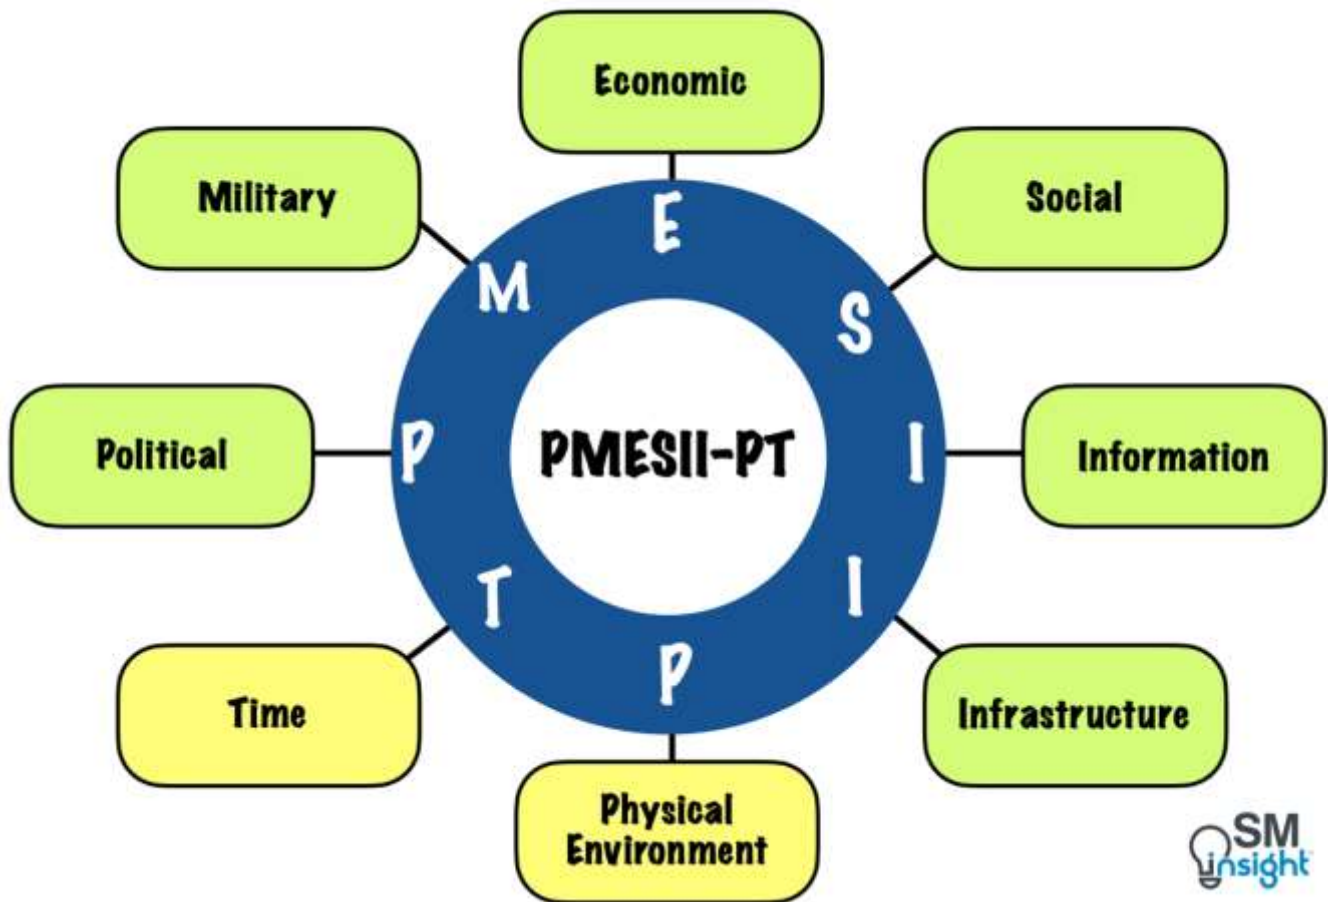 Economic
Military
Social
E
M
S
Political
P
PMESII-PT
I
Information
T
I
P
Time
Infrastructure
Physical
Environment
SM
insight